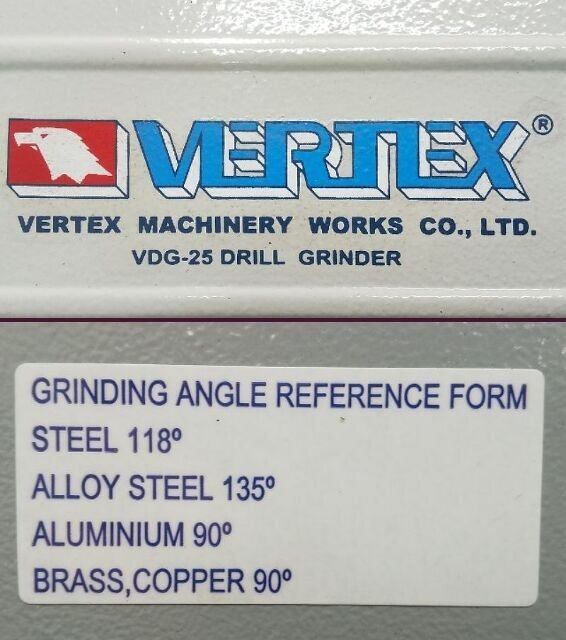 VERTEX®
VERTEX MACHINERY WORKS CO., LTD.
VDG-25 DRILL GRINDER
GRINDING ANGLE REFERENCE FORM
STEEL 118º
ALLOY STEEL 135º
ALUMINIUM 90º
BRASS,COPPER 90º